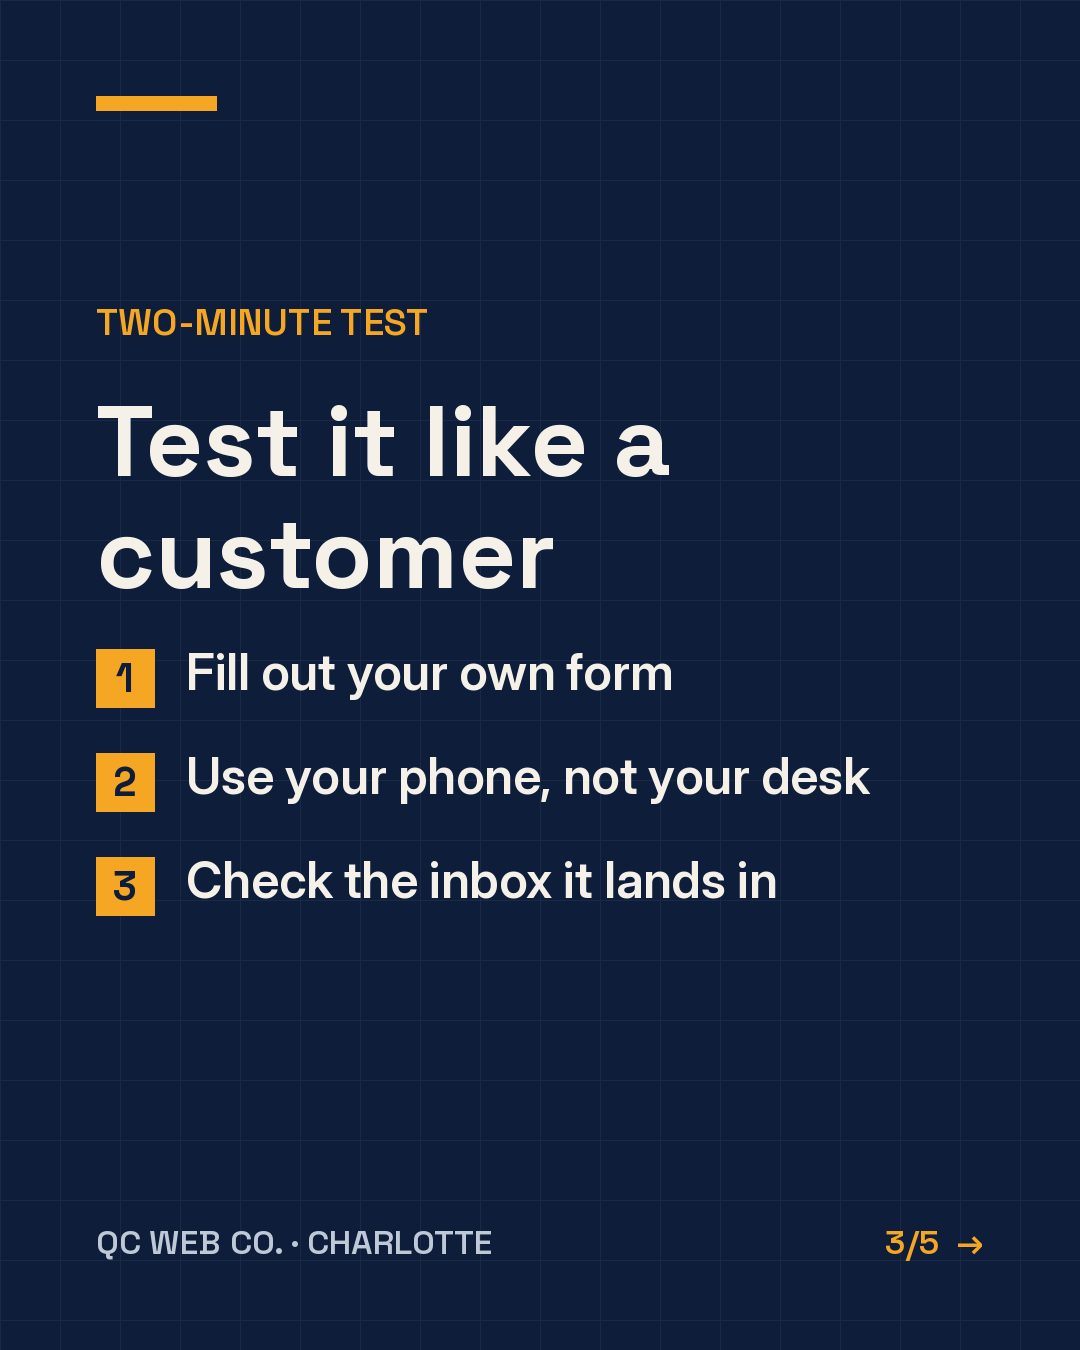 TWO-MINUTE TEST
Test it like a
customer
1 Fill out your own form
2 Use your phone, not your desk
3 Check the inbox it lands in
QC WEB CO. · CHARLOTTE
3/5 →